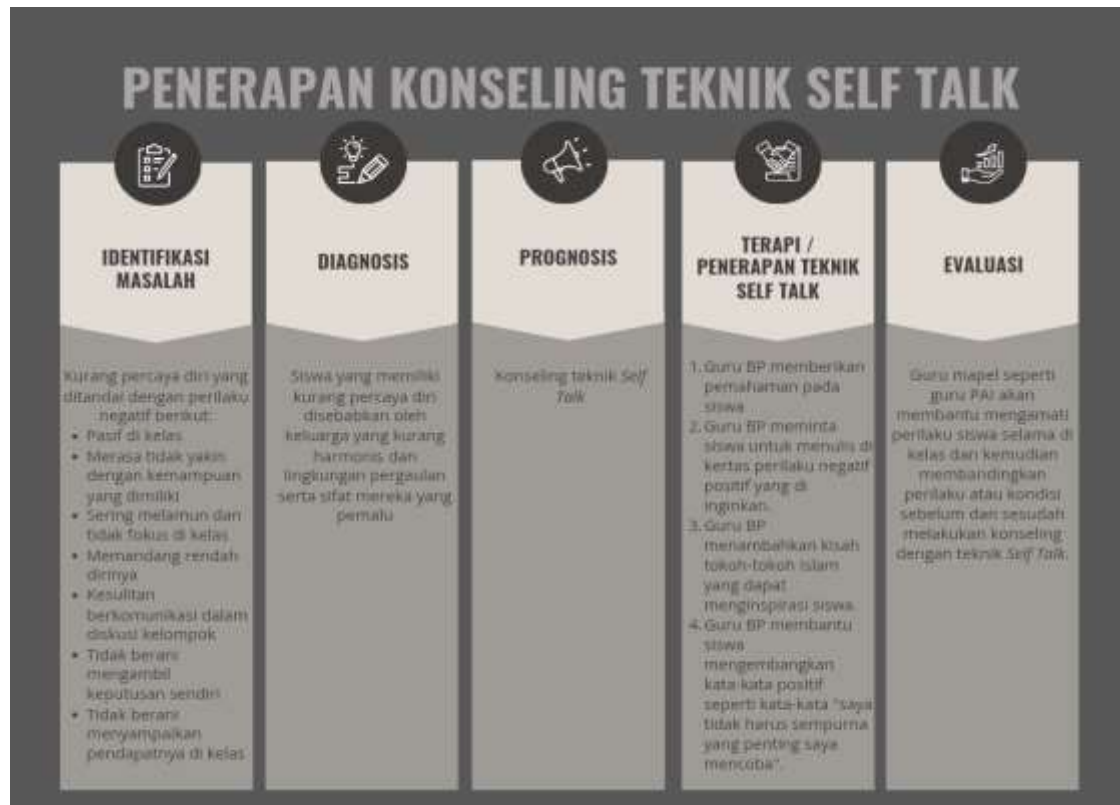 PENERAPAN KONSELING TEKNIK SELF TALK
IDENTIFIKASI
MASALAH
Kurang percaya diri yang
ditandai dengan perilaku
negatif berikut:
• Pasif di kelas
• Merasa tidak yakin
dengan kemampuan
yang dimiliki
• Sering melamun dan
tidak fokus di kelas
• Memandang rendah
dirinya
• Kesulitan
berkomunikasi dalam
diskusi kelompok
• Tidak berani
mengambil
keputusan sendiri
• Tidak berani
menyampaikan
pendapatnya di kelas
DIAGNOSIS
Siswa yang memiliki
kurang percaya diri
disebabkan oleh
keluarga yang kurang
harmonis dan
lingkungan pergaulan
serta sifat mereka yang
pemalu
PROGNOSIS
Konseling teknik Self
Talk
TERAPI /
PENERAPAN TEKNIK
SELF TALK
1. Guru BP memberikan
pemahaman pada
siswa
2. Guru BP meminta
siswa untuk menulis di
kertas perilaku negatif
positif yang di
inginkan.
3. Guru BP
menambahkan kisah
tokoh-tokoh islam
yang dapat
menginspirasi siswa.
4. Guru BP membantu
siswa
mengembangkan
kata-kata positif
seperti kata-kata "saya
tidak harus sempurna
yang penting saya
mencoba".
EVALUASI
Guru mapel seperti
guru PAI akan
membantu mengamati
perilaku siswa selama di
kelas dan kemudian
membandingkan
perilaku atau kondisi
sebelum dan sesudah
melakukan konseling
dengan teknik Self Talk.